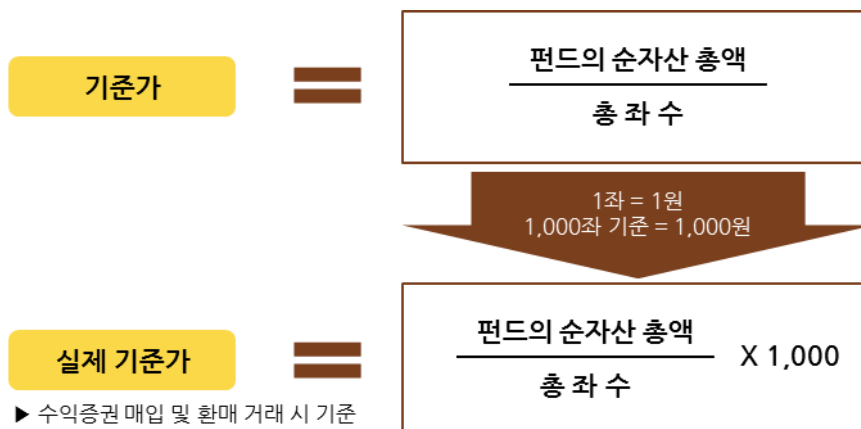 기준가
펀드의 순자산 총액
총 좌 수
1좌 = 1원
1,000좌 기준 = 1,000원
실제 기준가
펀드의 순자산 총액
총 좌 수
X 1,000
▶ 수익증권 매입 및 환매 거래 시 기준